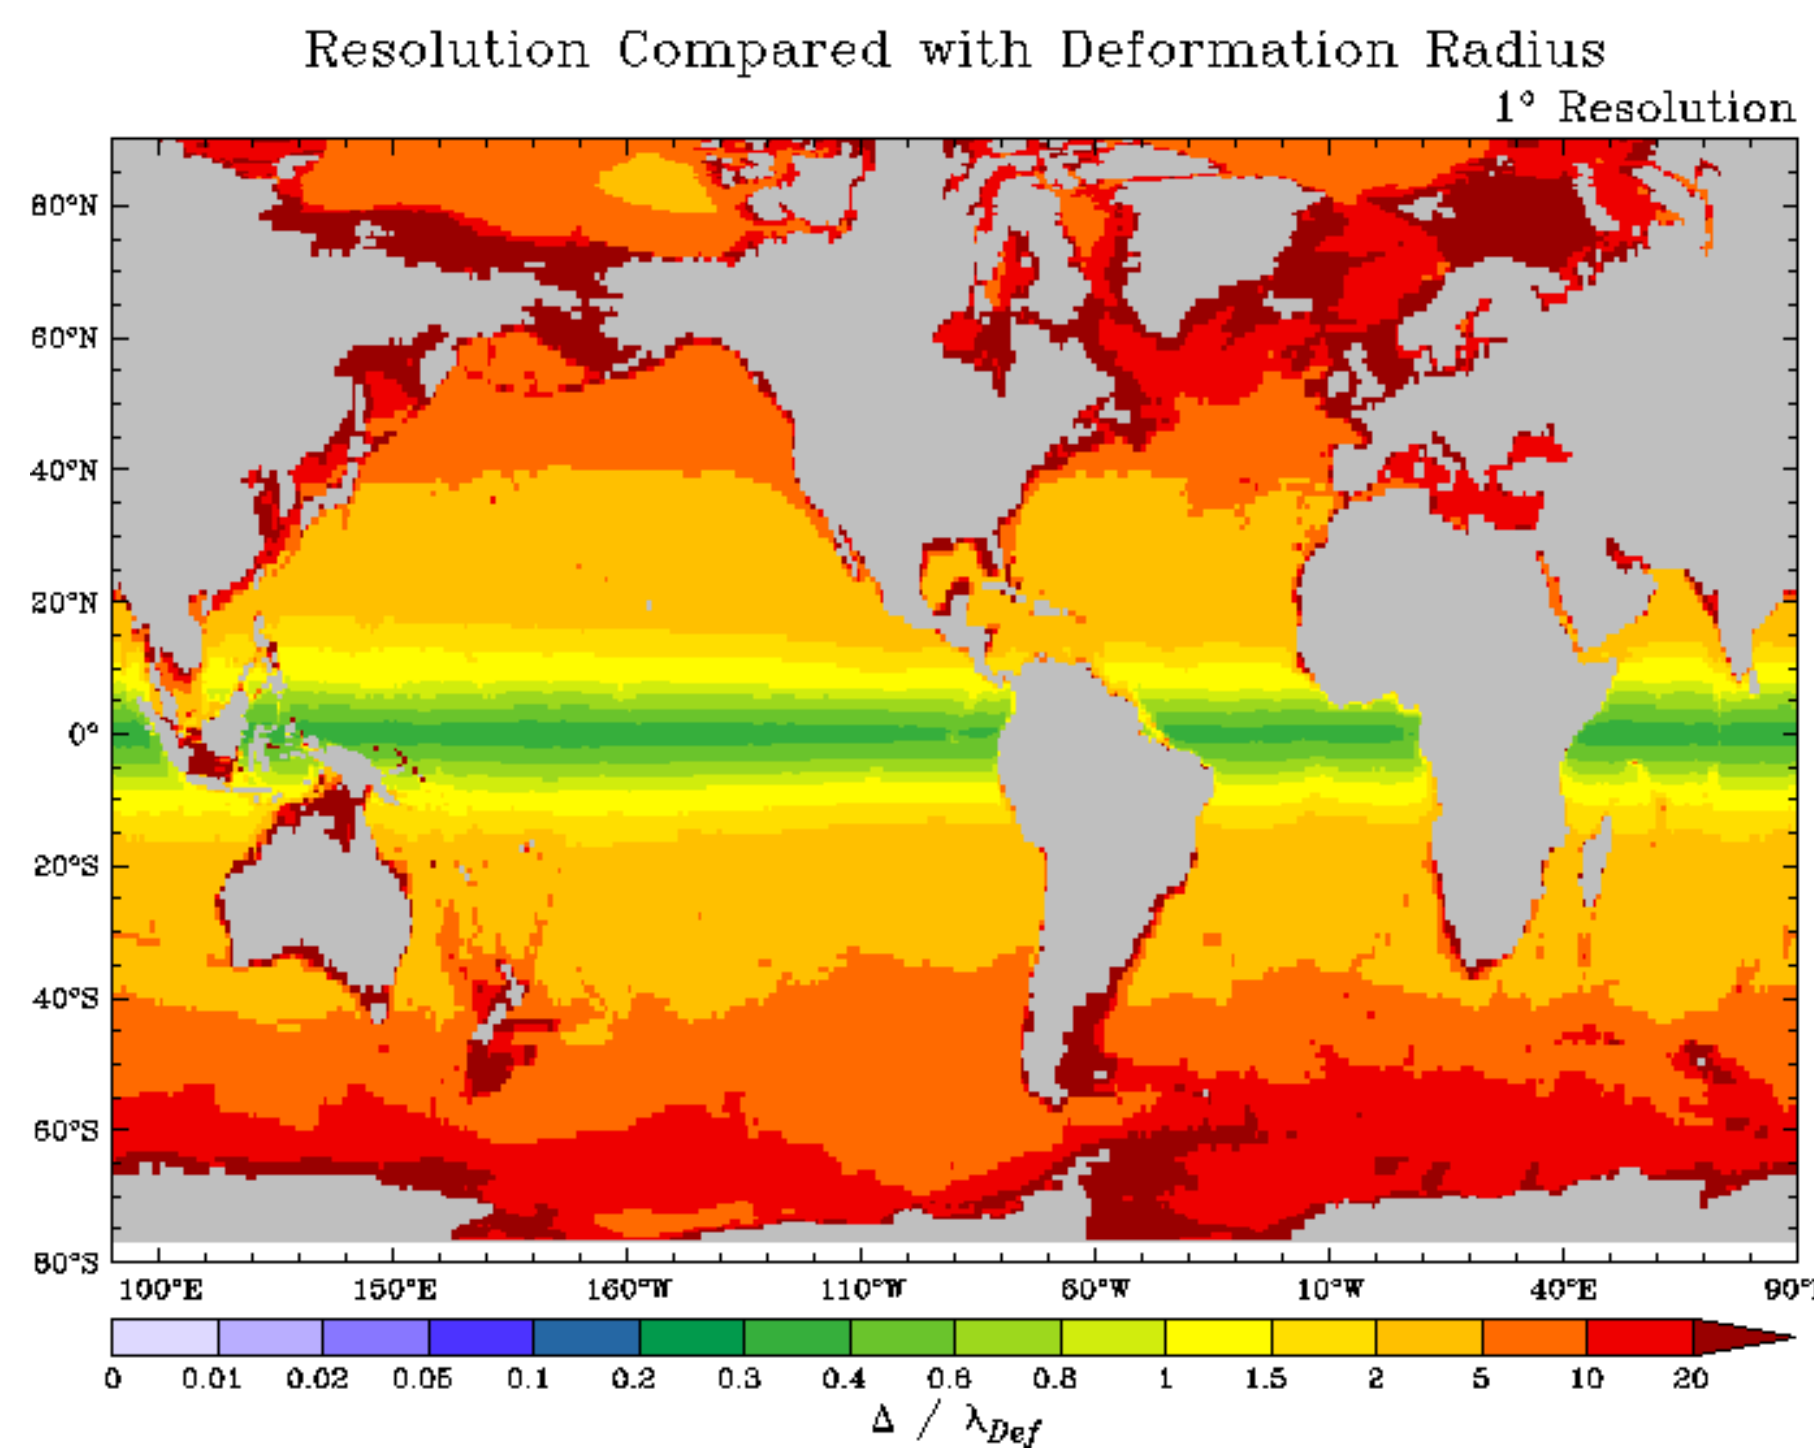 Resolution Compared with Deformation Radius
1° Resolution
80°N
60°N
40°N
20°N
0°
20°S
40°S
60°S
80°S
100°E 150°E 160°W 110°W 60°W 10°W 40°E 90°
0 0.01 0.02 0.05 0.1 0.2 0.3 0.4 0.6 0.8 1 1.5 2 5 10 20
Δ / λDef